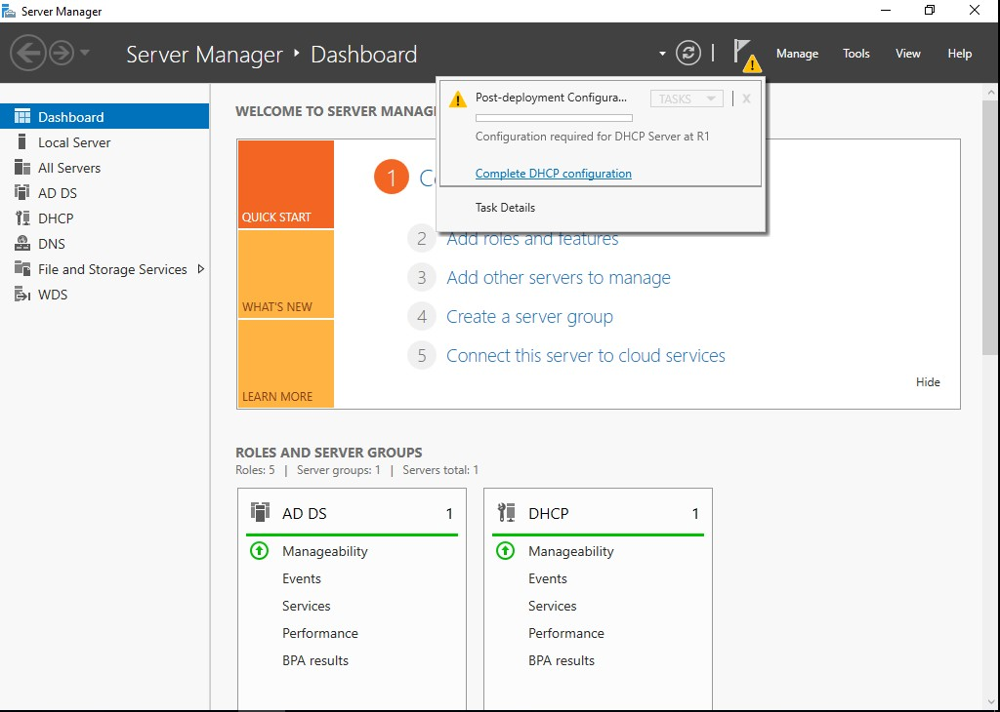 Server Manager
Server Manager ‣ Dashboard
Manage Tools View Help
Post-deployment Configura... TASKS X
Configuration required for DHCP Server at R1
Complete DHCP configuration
Task Details
Dashboard
Local Server
All Servers
AD DS
DHCP
DNS
File and Storage Services
WDS
WELCOME TO SERVER MANAG
QUICK START
WHAT'S NEW
LEARN MORE
1 C
2 Add roles and features
3 Add other servers to manage
4 Create a server group
5 Connect this server to cloud services
Hide
ROLES AND SERVER GROUPS
Roles: 5 | Server groups: 1 | Servers total: 1
AD DS 1
Manageability
Events
Services
Performance
BPA results
DHCP 1
Manageability
Events
Services
Performance
BPA results